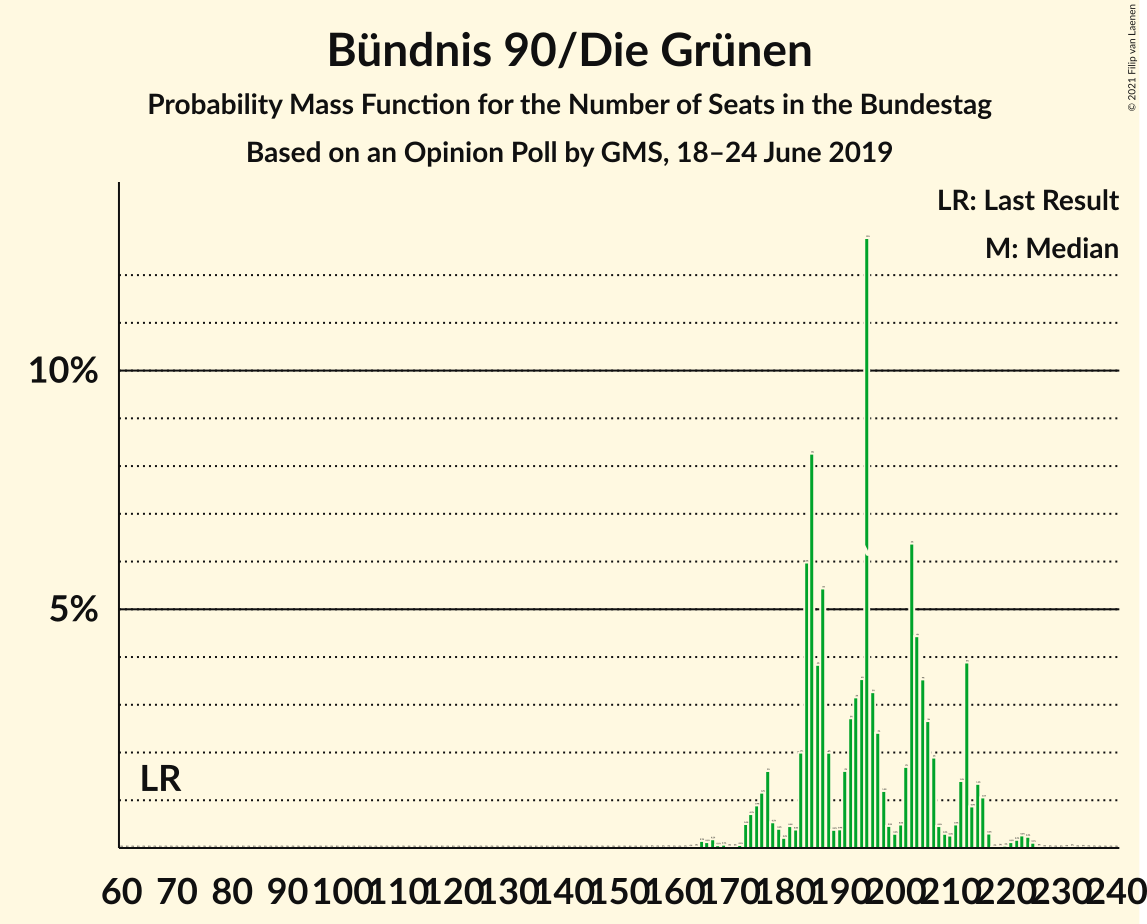 Bündnis 90/Die Grünen
Probability Mass Function for the Number of Seats in the Bundestag
Based on an Opinion Poll by GMS, 18–24 June 2019
© 2021 Filip van Laenen
LR: Last Result
M: Median
10%
5%
LR
60 70 80 90 100 110 120 130 140 150 160 170 180 190 200 210 220 230 240